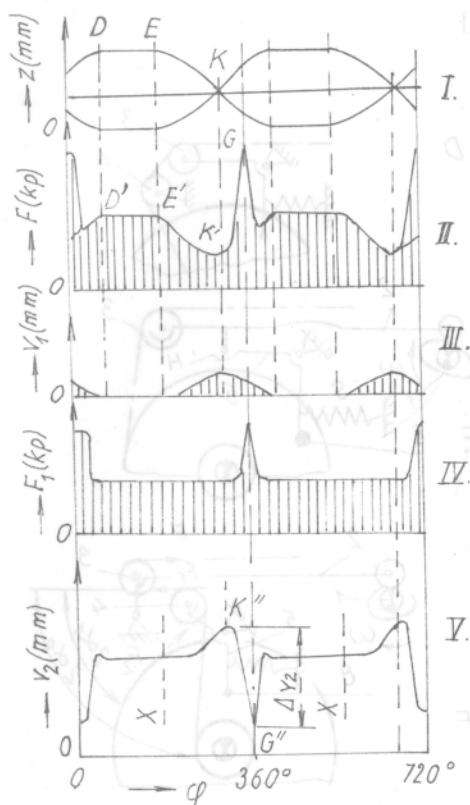 D E K
z(mm)
0
I.
G
D' E' K'
F(kp)
0
II.
v₁(mm)
0
III.
F₁(kp)
0
IV.
K"
v₂(mm)
X ΔY₂ X
G"
0
V.
0 360° 720°
φ